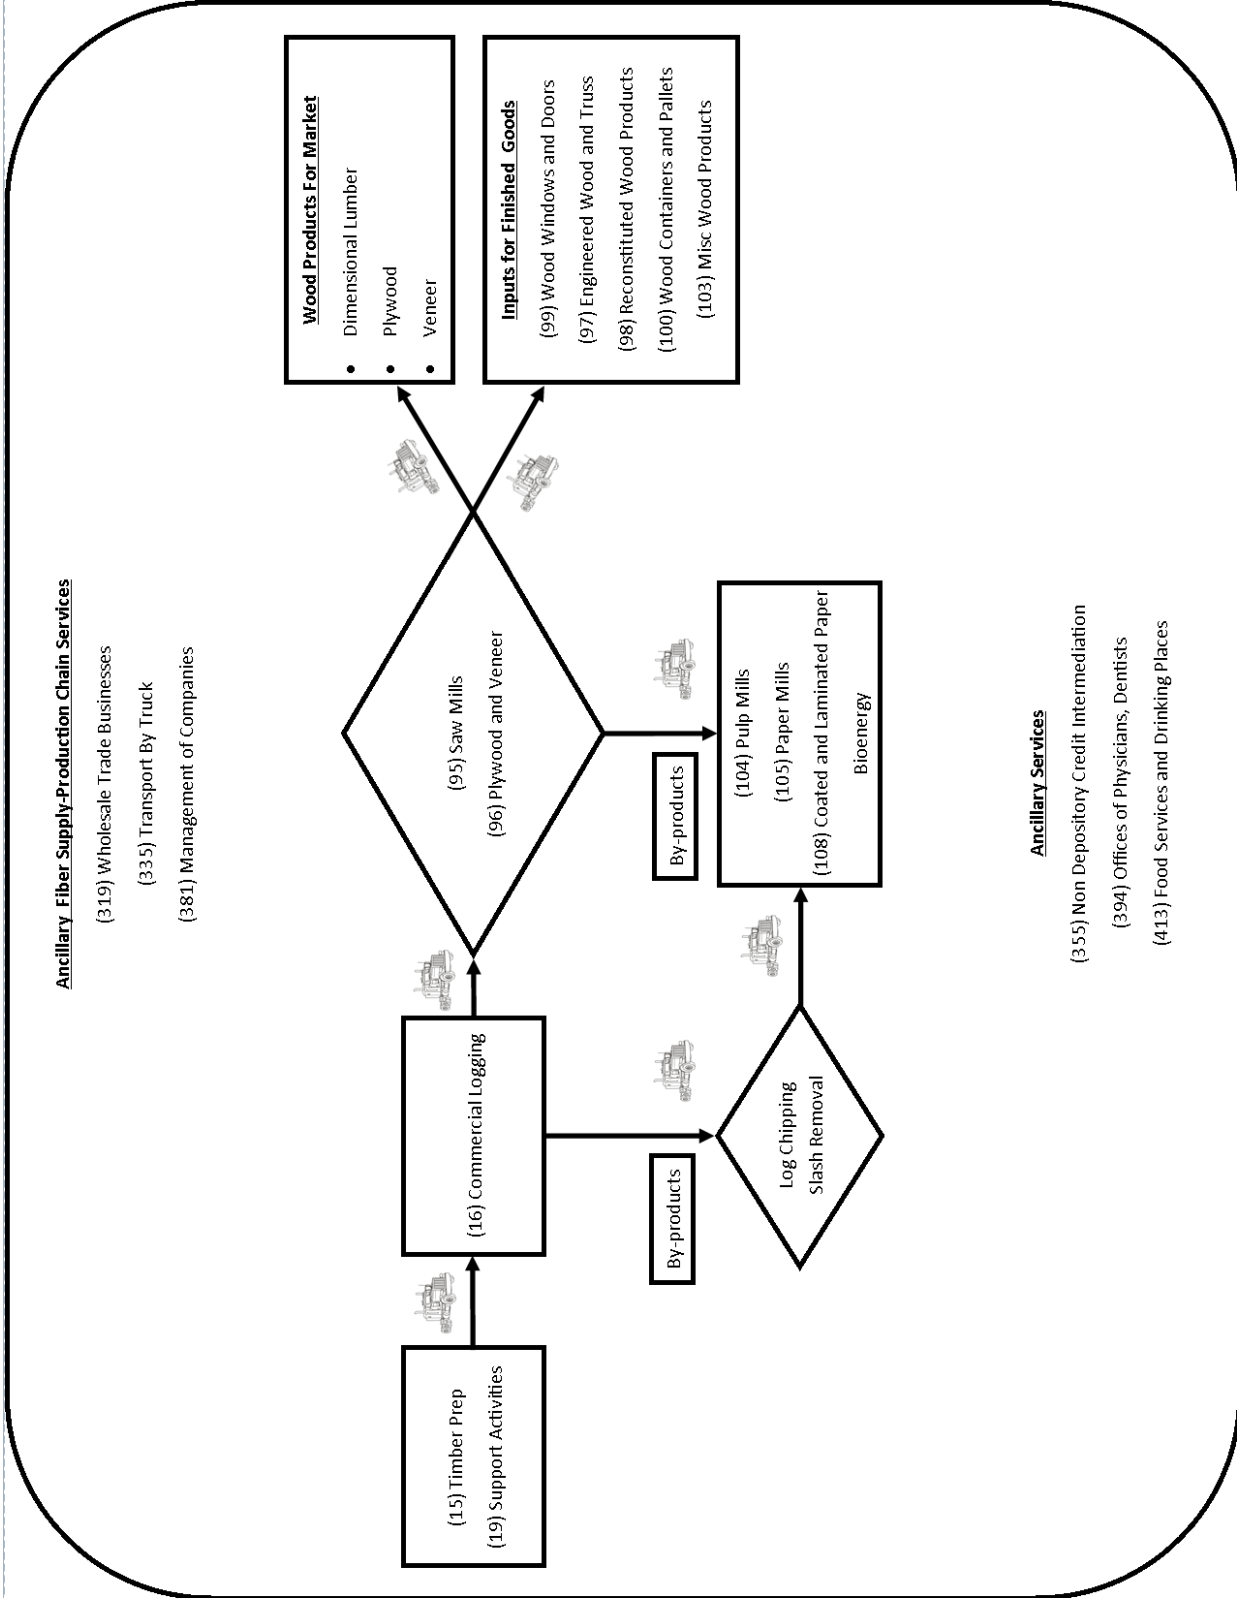 Ancillary Fiber Supply-Production Chain Services
(319) Wholesale Trade Businesses
(335) Transport By Truck
(381) Management of Companies
Wood Products For Market
• Dimensional Lumber
• Plywood
• Veneer
(15) Timber Prep
(19) Support Activities
(16) Commercial Logging
(95) Saw Mills
(96) Plywood and Veneer
Inputs for Finished Goods
(99) Wood Windows and Doors
(97) Engineered Wood and Truss
(98) Reconstituted Wood Products
(100) Wood Containers and Pallets
(103) Misc Wood Products
By-products
By-products
Log Chipping
Slash Removal
(104) Pulp Mills
(105) Paper Mills
(108) Coated and Laminated Paper
Bioenergy
Ancillary Services
(355) Non Depository Credit Intermediation
(394) Offices of Physicians, Dentists
(413) Food Services and Drinking Places